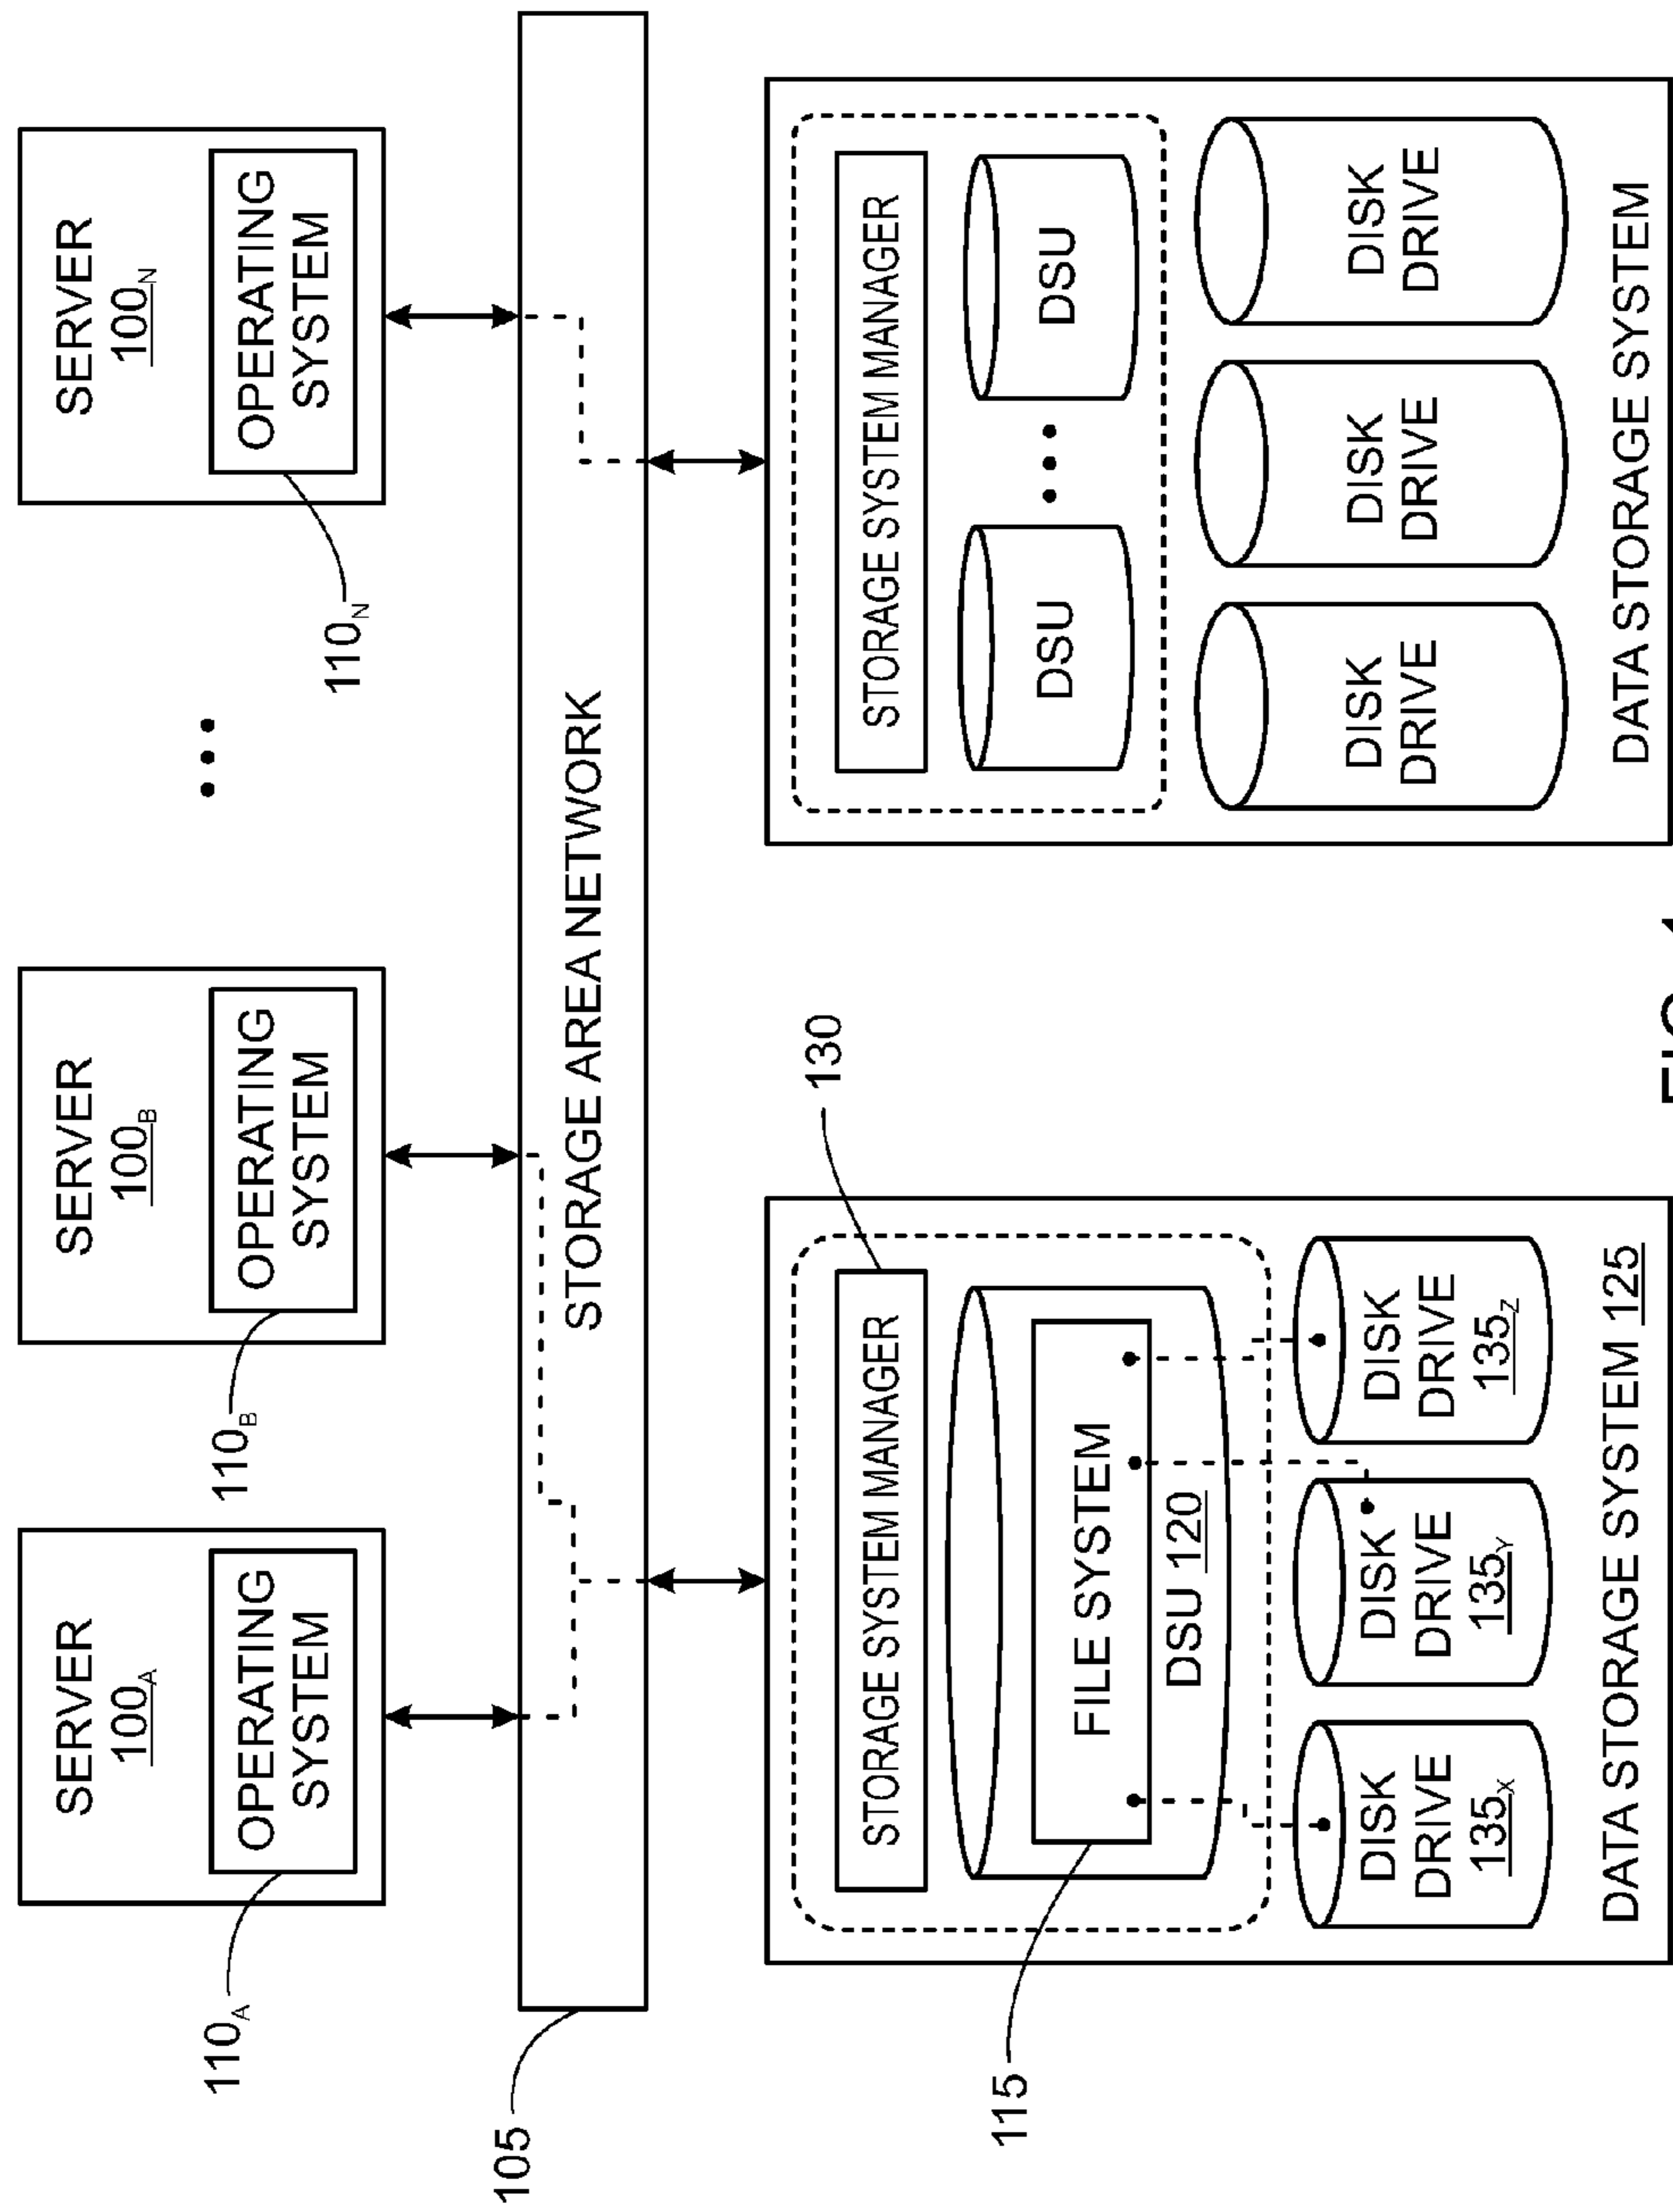 SERVER
100A
OPERATING
SYSTEM
110A
SERVER
100B
OPERATING
SYSTEM
110B
SERVER
100N
OPERATING
SYSTEM
110N
STORAGE AREA NETWORK
105
STORAGE SYSTEM MANAGER
130
FILE SYSTEM
115
DSU 120
DISK
DRIVE
135X
DISK
DRIVE
135Y
DISK
DRIVE
135Z
DATA STORAGE SYSTEM 125
STORAGE SYSTEM MANAGER
DSU
DSU
DISK
DRIVE
DISK
DRIVE
DISK
DRIVE
DATA STORAGE SYSTEM